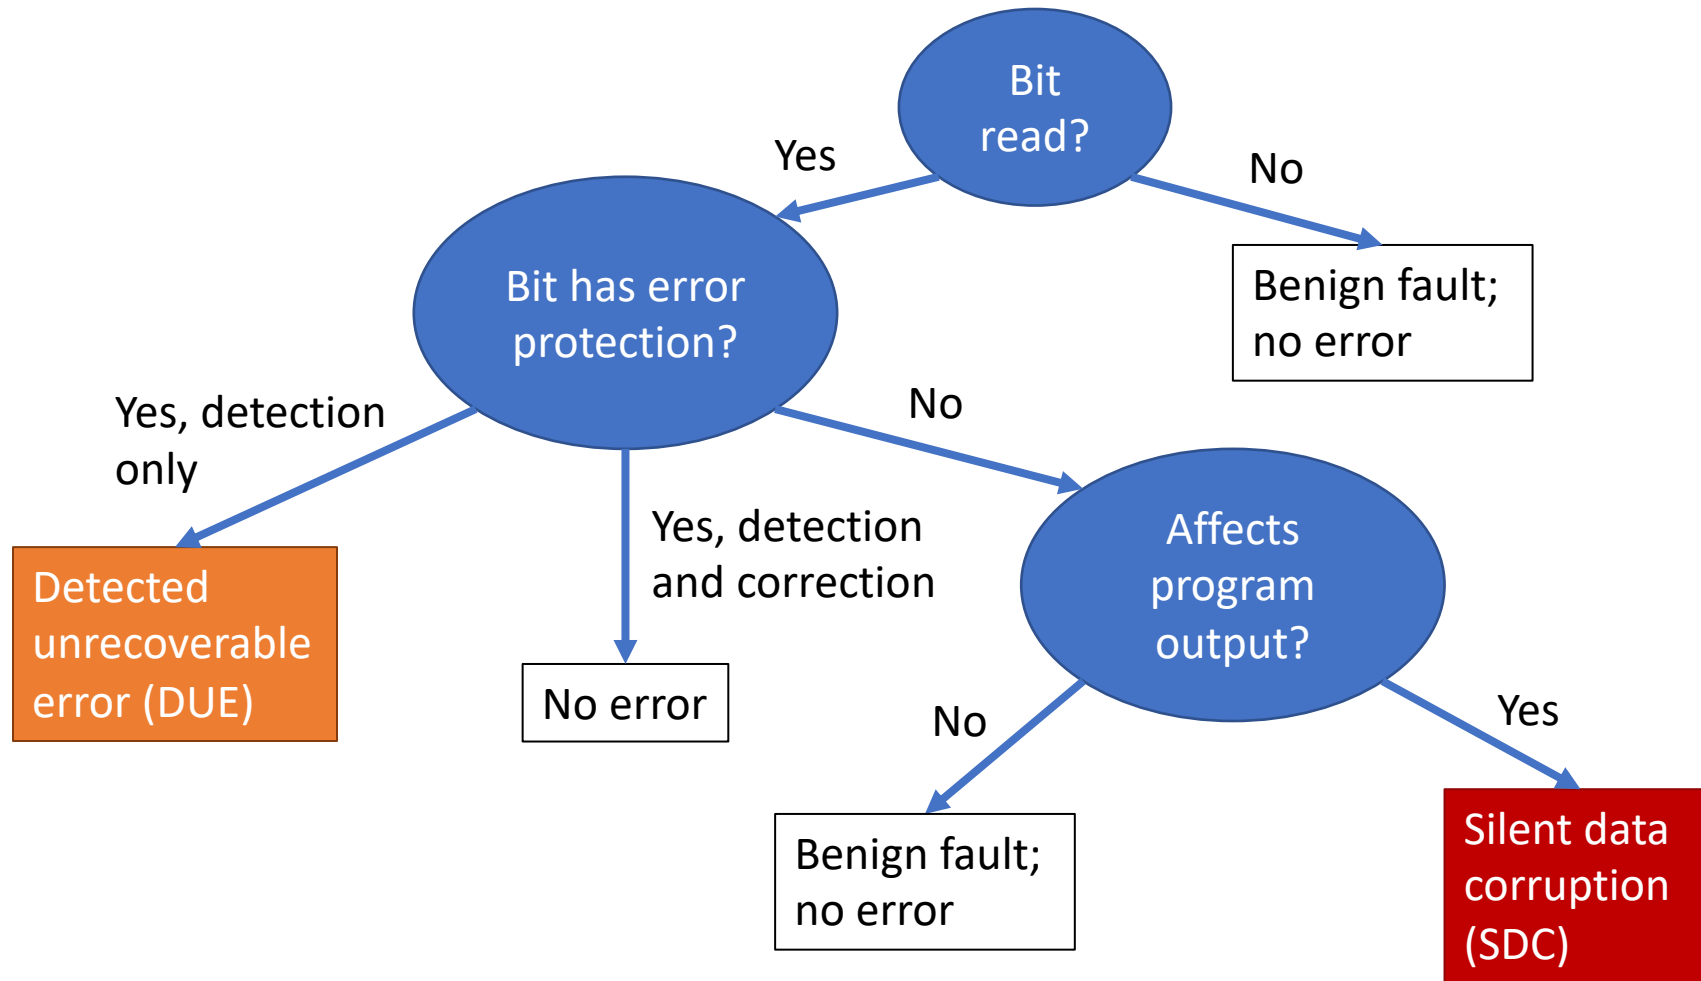 Bit
read?
Yes
No
Bit has error
protection?
Benign fault;
no error
Yes, detection
only
No
Yes, detection
and correction
Affects
program
output?
Detected
unrecoverable
error (DUE)
No error
No
Yes
Benign fault;
no error
Silent data
corruption
(SDC)